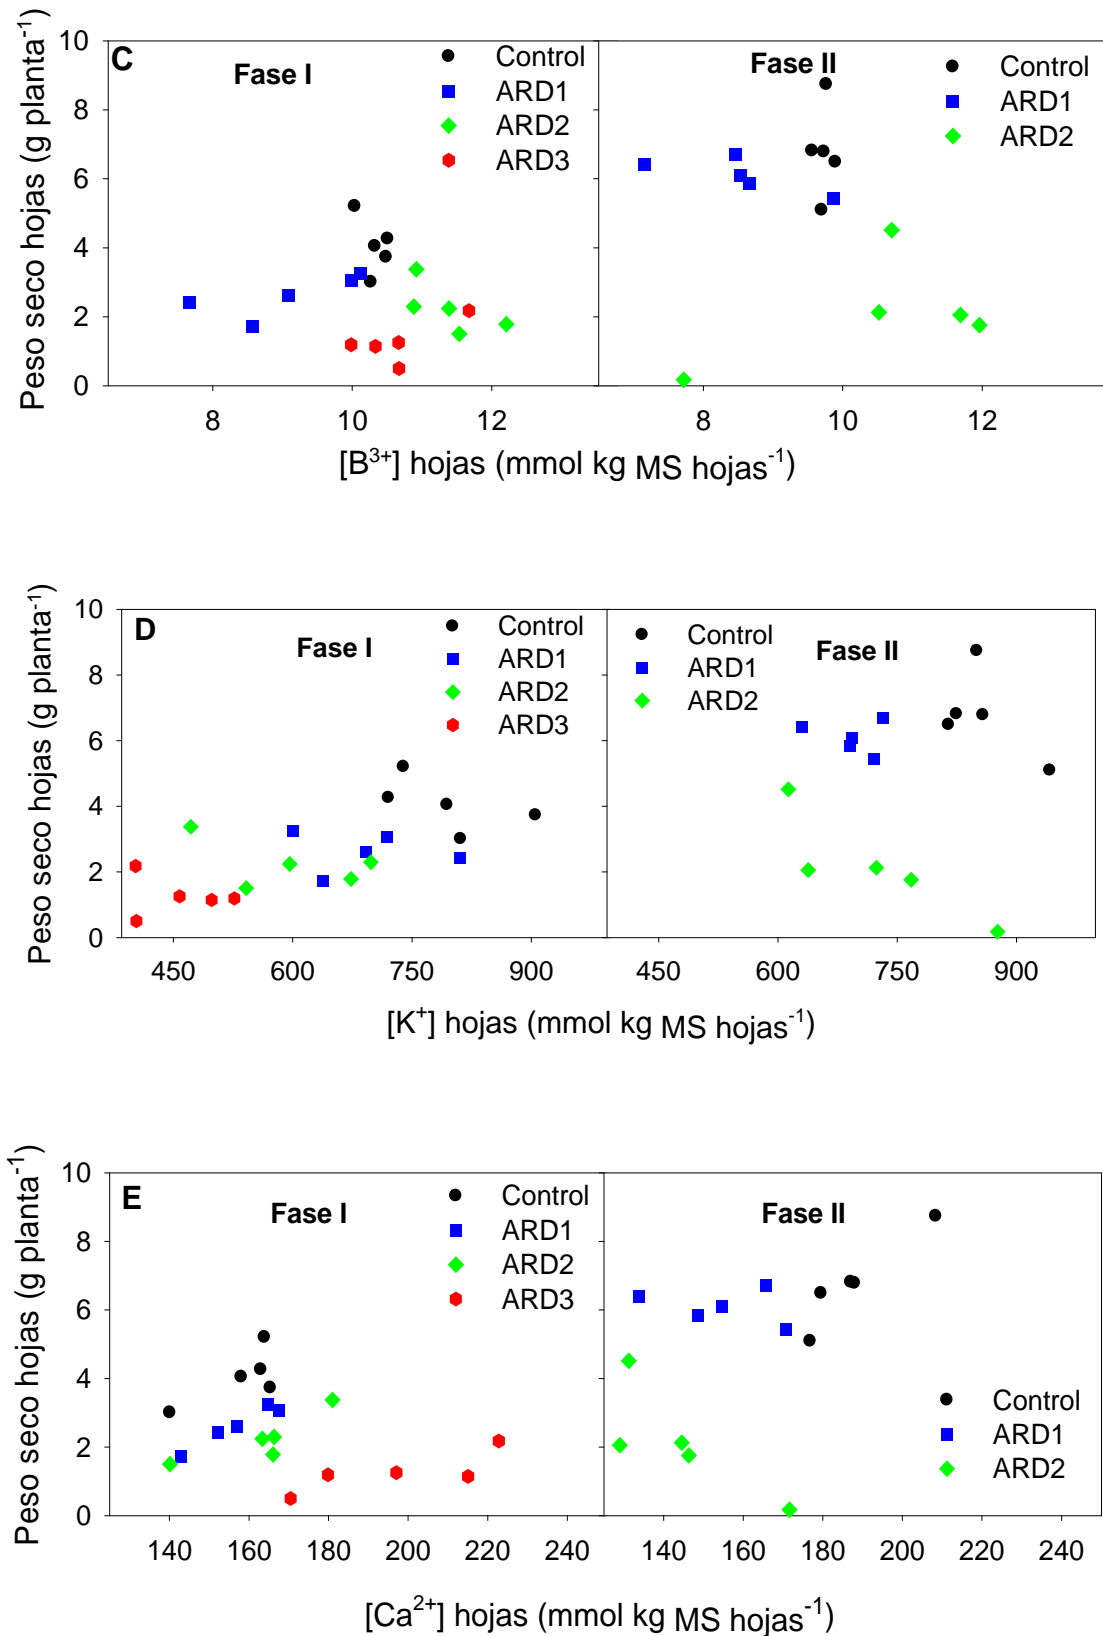 C
Fase I
Control
ARD1
ARD2
ARD3
Fase II
Control
ARD1
ARD2
Peso seco hojas (g planta⁻¹)
10
8
6
4
2
0
8 10 12 8 10 12
[B³⁺] hojas (mmol kg MS hojas⁻¹)
D
Fase I
Control
ARD1
ARD2
ARD3
Control
ARD1
ARD2
Fase II
Peso seco hojas (g planta⁻¹)
10
8
6
4
2
0
450 600 750 900 450 600 750 900
[K⁺] hojas (mmol kg MS hojas⁻¹)
E
Fase I
Control
ARD1
ARD2
ARD3
Fase II
Control
ARD1
ARD2
Peso seco hojas (g planta⁻¹)
10
8
6
4
2
0
140 160 180 200 220 240 140 160 180 200 220 240
[Ca²⁺] hojas (mmol kg MS hojas⁻¹)